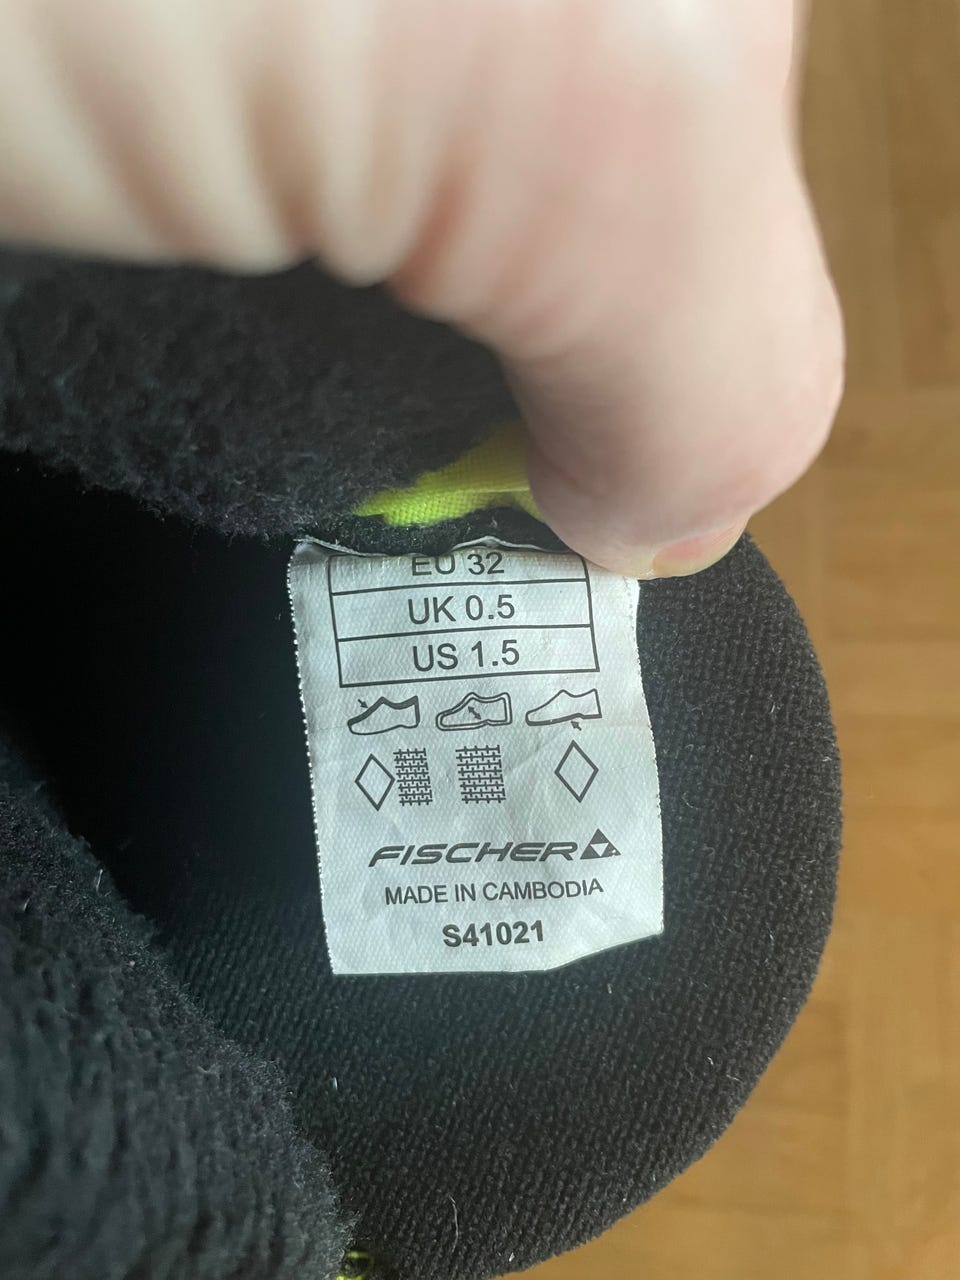 EU 32
UK 0.5
US 1.5
FISCHER
MADE IN CAMBODIA
S41021